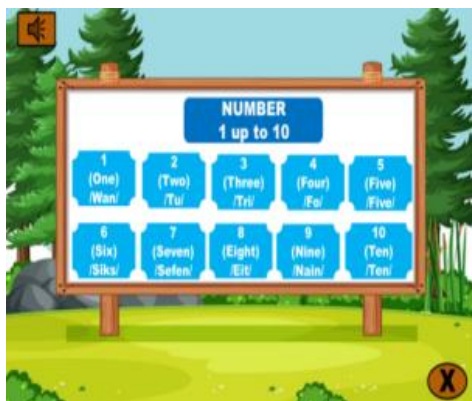 NUMBER
1 up to 10
1
(One)
/Wan/
2
(Two)
/Tu/
3
(Three)
/Tri/
4
(Four)
/Fo/
5
(Five)
/Five/
6
(Six)
/Siks/
7
(Seven)
/Sefen/
8
(Eight)
/Eit/
9
(Nine)
/Nain/
10
(Ten)
/Ten/
X